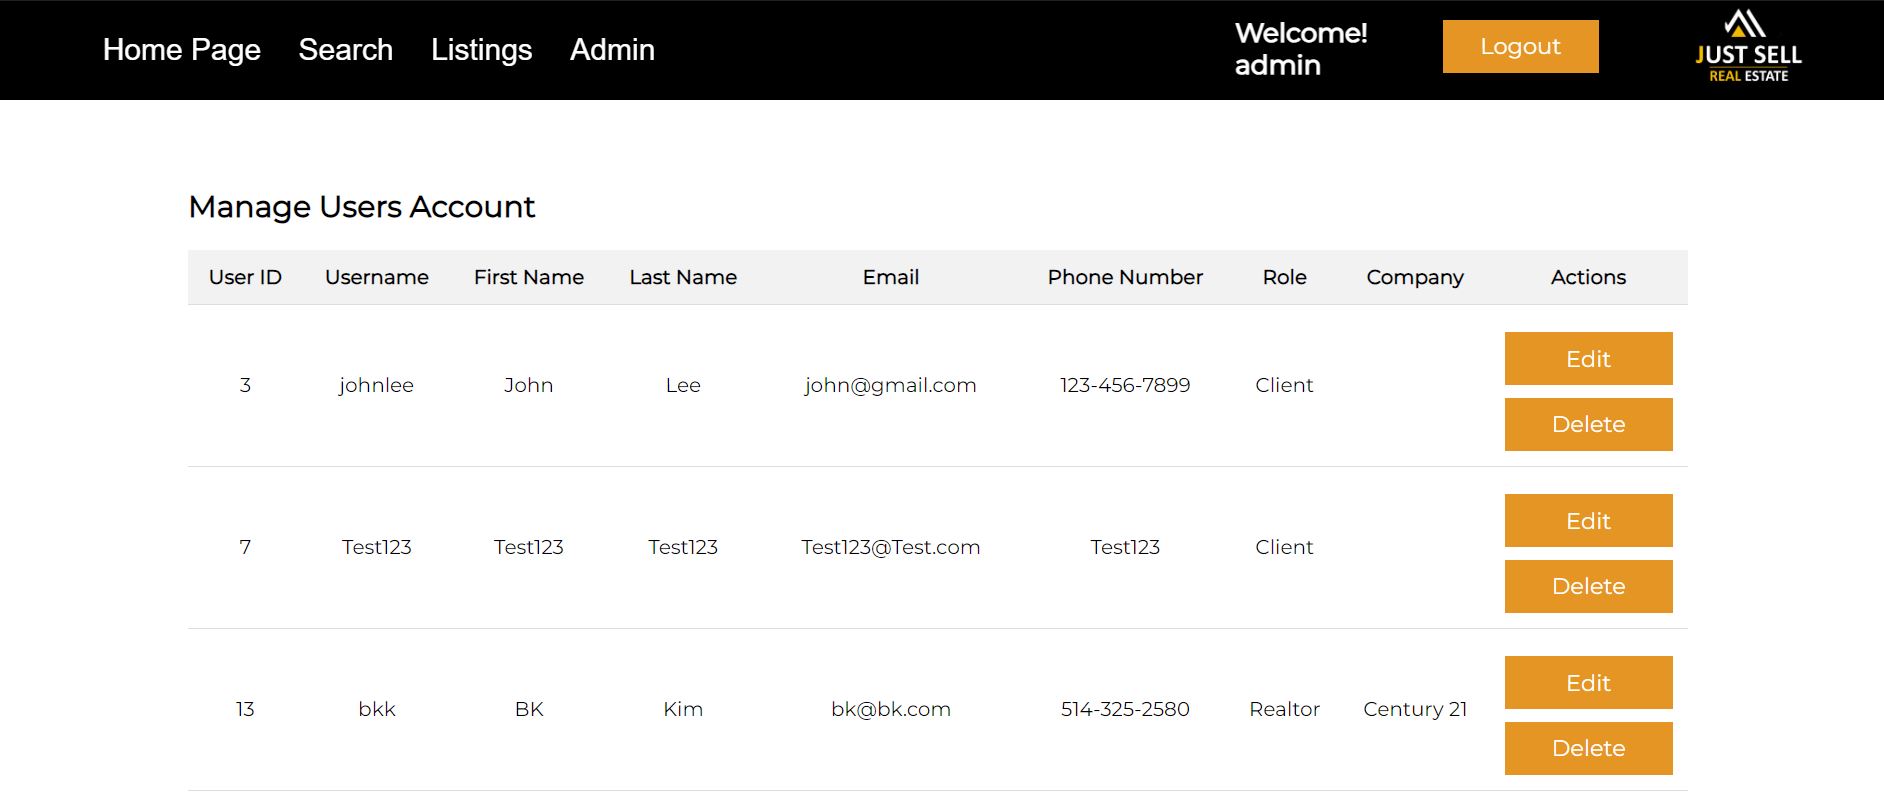 Home Page Search Listings Admin Welcome! admin Logout JUST SELL REAL ESTATE
Manage Users Account
User ID Username First Name Last Name Email Phone Number Role Company Actions
3 johnlee John Lee john@gmail.com 123-456-7899 Client Edit
Delete
7 Test123 Test123 Test123 Test123@Test.com Test123 Client Edit
Delete
13 bkk BK Kim bk@bk.com 514-325-2580 Realtor Century 21 Edit
Delete